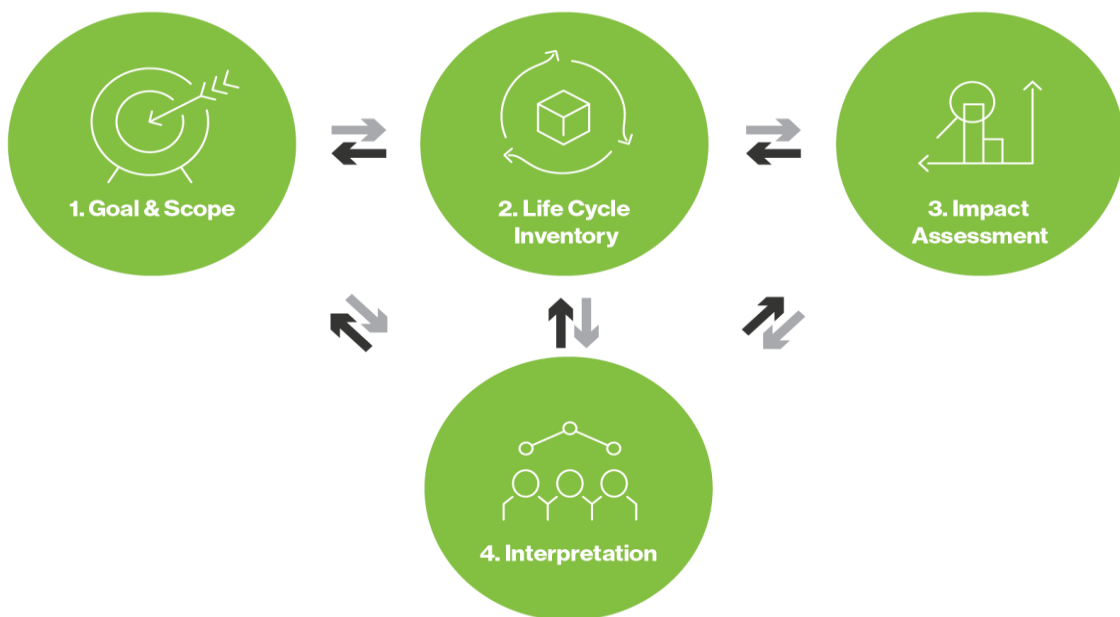 1. Goal & Scope
2. Life Cycle
Inventory
3. Impact
Assessment
4. Interpretation